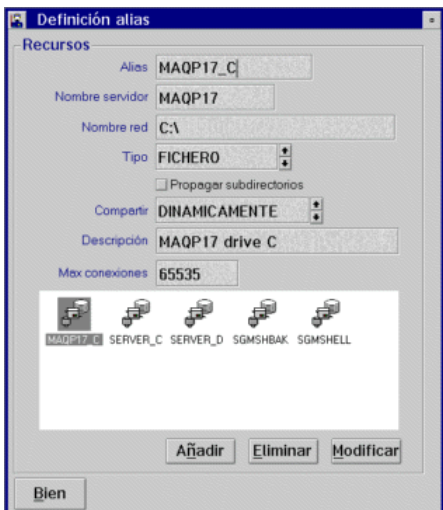 Definición alias
Recursos
Alias MAQP17_C
Nombre servidor MAQP17
Nombre red C:\
Tipo FICHERO
Propagar subdirectorios
Compartir DINAMICAMENTE
Descripción MAQP17 drive C
Max conexiones 65535
MAQP17_C SERVER_C SERVER_D SGMSHBAK SGMSHELL
Añadir Eliminar Modificar
Bien